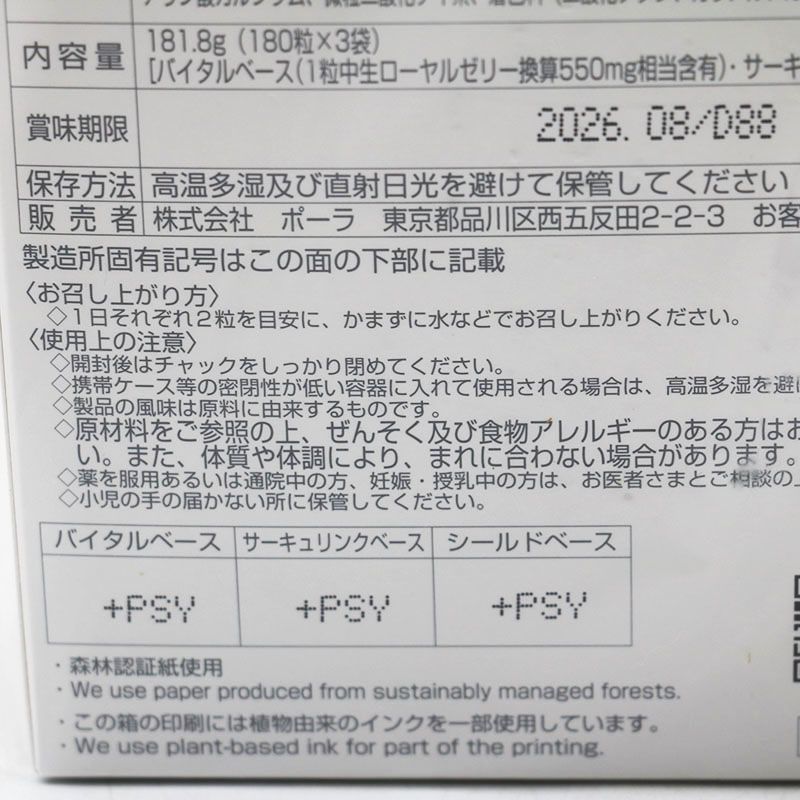 内容量 181.8g (180粒×3袋)
[バイタルベース(1粒中生ローヤルゼリー換算550mg相当含有)・サーキ
賞味期限 2026. 08/D88
保存方法 高温多湿及び直射日光を避けて保管してください
販売者 株式会社 ポーラ 東京都品川区西五反田2-2-3 お客
製造所固有記号はこの面の下部に記載
〈お召し上がり方〉
◇1日それぞれ2粒を目安に、かまずに水などでお召し上がりください。
〈使用上の注意〉
◇開封後はチャックをしっかり閉めてください。
◇携帯ケース等の密閉性が低い容器に入れて使用される場合は、高温多湿を避け
◇製品の風味は原料に由来するものです。
◇原材料をご参照の上、ぜんそく及び食物アレルギーのある方はお
い。また、体質や体調により、まれに合わない場合があります。
◇薬を服用あるいは通院中の方、妊娠・授乳中の方は、お医者さまとご相談の上
◇小児の手の届かない所に保管してください。
バイタルベース サーキュリンクベース シールドベース
+PSY +PSY +PSY
・森林認証紙使用
・We use paper produced from sustainably managed forests.
・この箱の印刷には植物由来のインクを一部使用しています。
・We use plant-based ink for part of the printing.